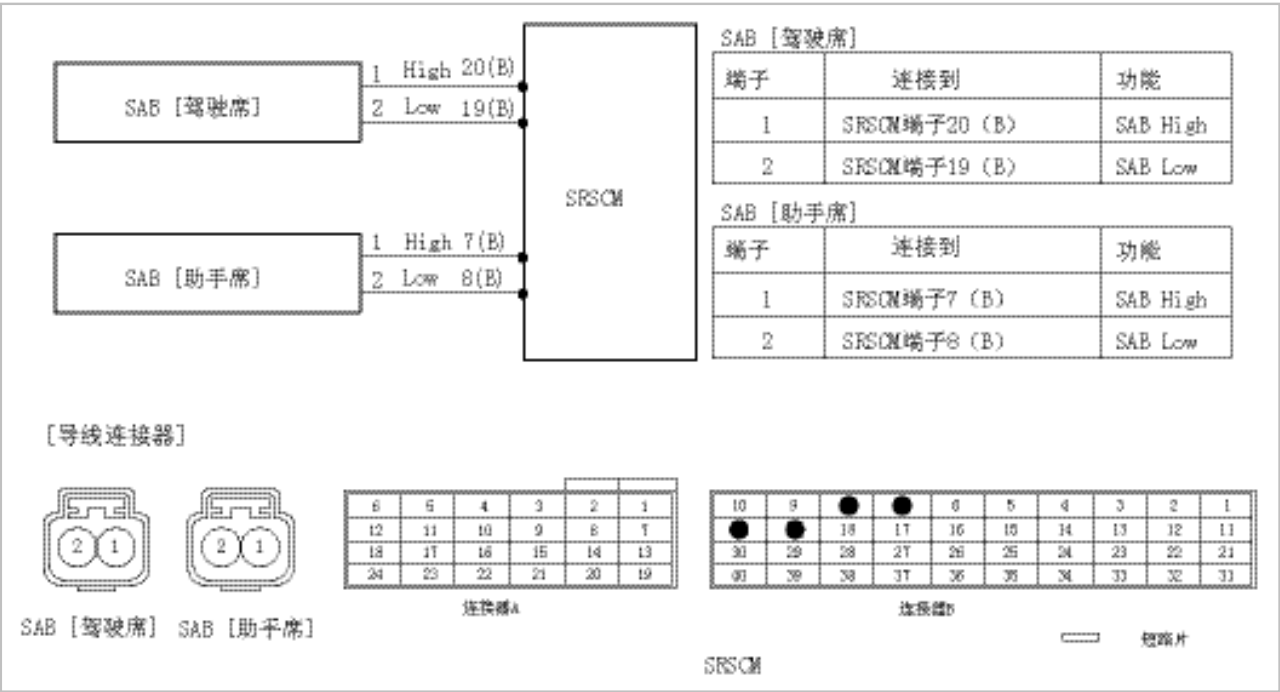 SAB [驾驶席]
1 High 20(B)
2 Low 19(B)
SAB [助手席]
1 High 7(B)
2 Low 8(B)
SRSCM
SAB [驾驶席]
端子 连接到 功能
1 SRSCM端子20 (B) SAB High
2 SRSCM端子19 (B) SAB Low
SAB [助手席]
端子 连接到 功能
1 SRSCM端子7 (B) SAB High
2 SRSCM端子8 (B) SAB Low
[导线连接器]
2 1
SAB [驾驶席]
2 1
SAB [助手席]
6 5 4 3 2 1
12 11 10 9 8 7
18 17 16 15 14 13
24 23 22 21 20 19
连接器A
10 9 6 5 4 3 2 1
18 17 16 15 14 13 12 11
30 29 28 27 26 25 24 23 22 21
40 39 38 37 36 35 34 33 32 31
连接器B
短路片
SRSCM